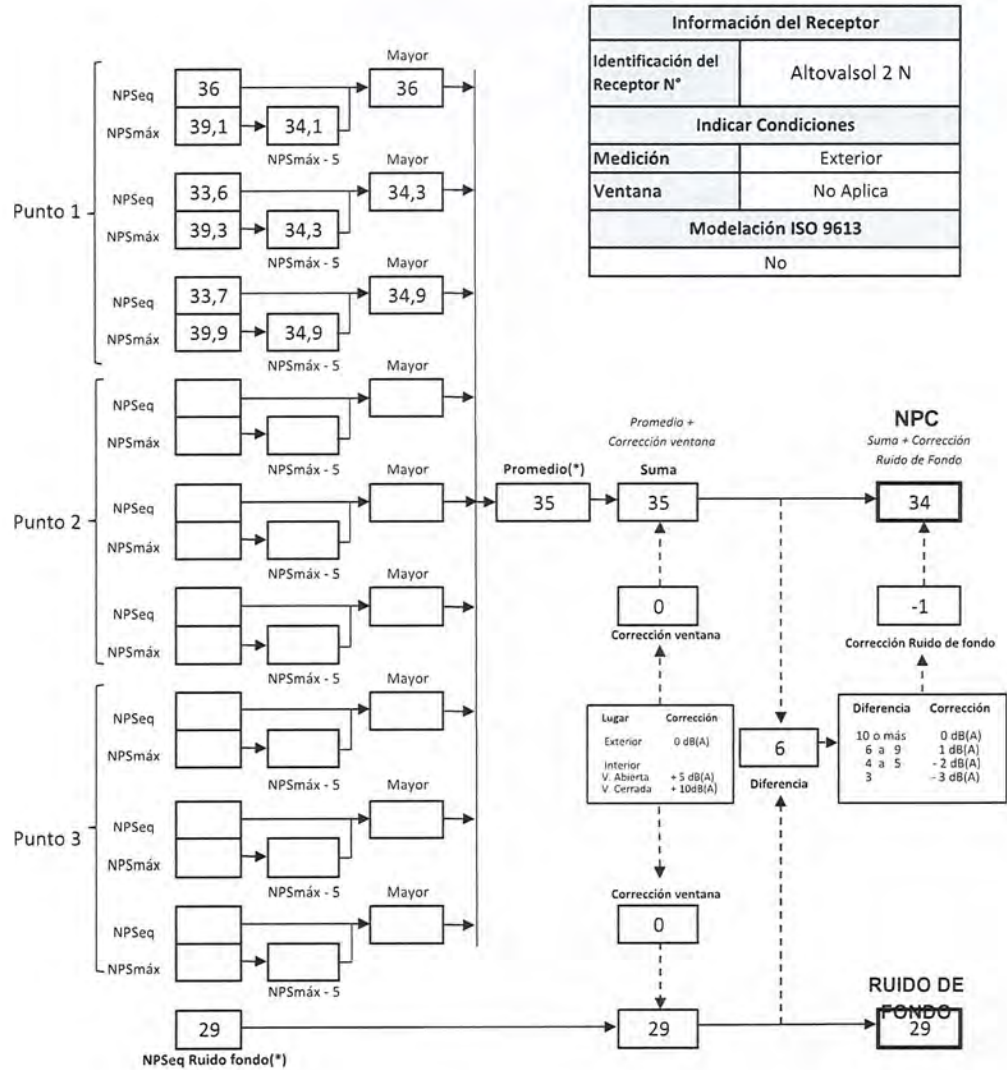 Información del Receptor
Identificación del Receptor N° Altovalsol 2 N
Indicar Condiciones
Medición Exterior
Ventana No Aplica
Modelación ISO 9613
No
Punto 1
Mayor
NPSeq 36 36
NPSmáx 39,1 34,1
NPSmáx - 5
Mayor
NPSeq 33,6 34,3
NPSmáx 39,3 34,3
NPSmáx - 5
Mayor
NPSeq 33,7 34,9
NPSmáx 39,9 34,9
NPSmáx - 5
Punto 2
Mayor
NPSeq
NPSmáx
NPSmáx - 5
Mayor
NPSeq
NPSmáx
NPSmáx - 5
Mayor
NPSeq
NPSmáx
NPSmáx - 5
Punto 3
Mayor
NPSeq
NPSmáx
NPSmáx - 5
Mayor
NPSeq
NPSmáx
NPSmáx - 5
Mayor
NPSeq
NPSmáx
NPSmáx - 5
Promedio(*)
35
Promedio +
Corrección ventana
Suma
35
NPC
Suma + Corrección
Ruido de Fondo
34
0
Corrección ventana
-1
Corrección Ruido de fondo
Lugar Corrección
Exterior 0 dB(A)
Interior
V. Abierta + 5 dB(A)
V. Cerrada + 10dB(A)
6
Diferencia
Diferencia Corrección
10 o más 0 dB(A)
6 a 9 1 dB(A)
4 a 5 - 2 dB(A)
3 - 3 dB(A)
Corrección ventana
0
29
NPSeq Ruido fondo(*)
29
RUIDO DE
FONDO
29